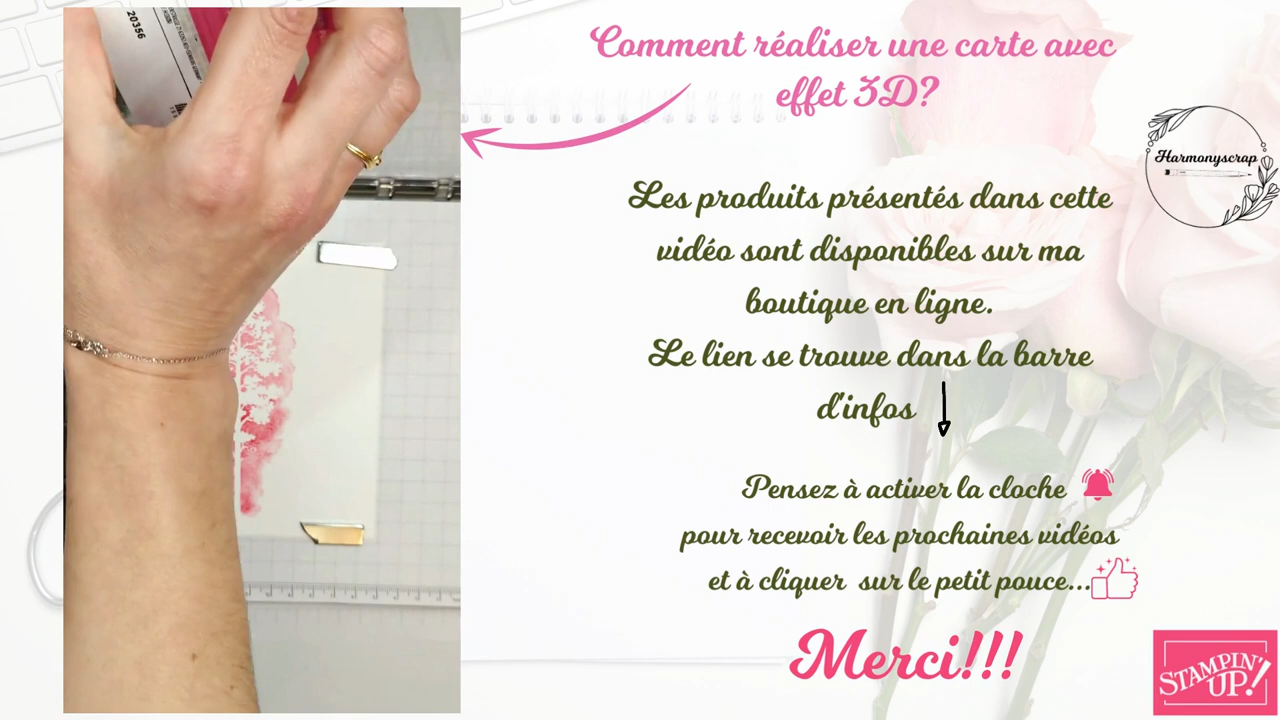 20356
Comment réaliser une carte avec
effet 3D?
Harmonyscrap
Les produits présentés dans cette
vidéo sont disponibles sur ma
boutique en ligne.
Le lien se trouve dans la barre
d'infos
Pensez à activer la cloche
pour recevoir les prochaines vidéos
et à cliquer sur le petit pouce...
Merci!!!
STAMPIN'
UP!